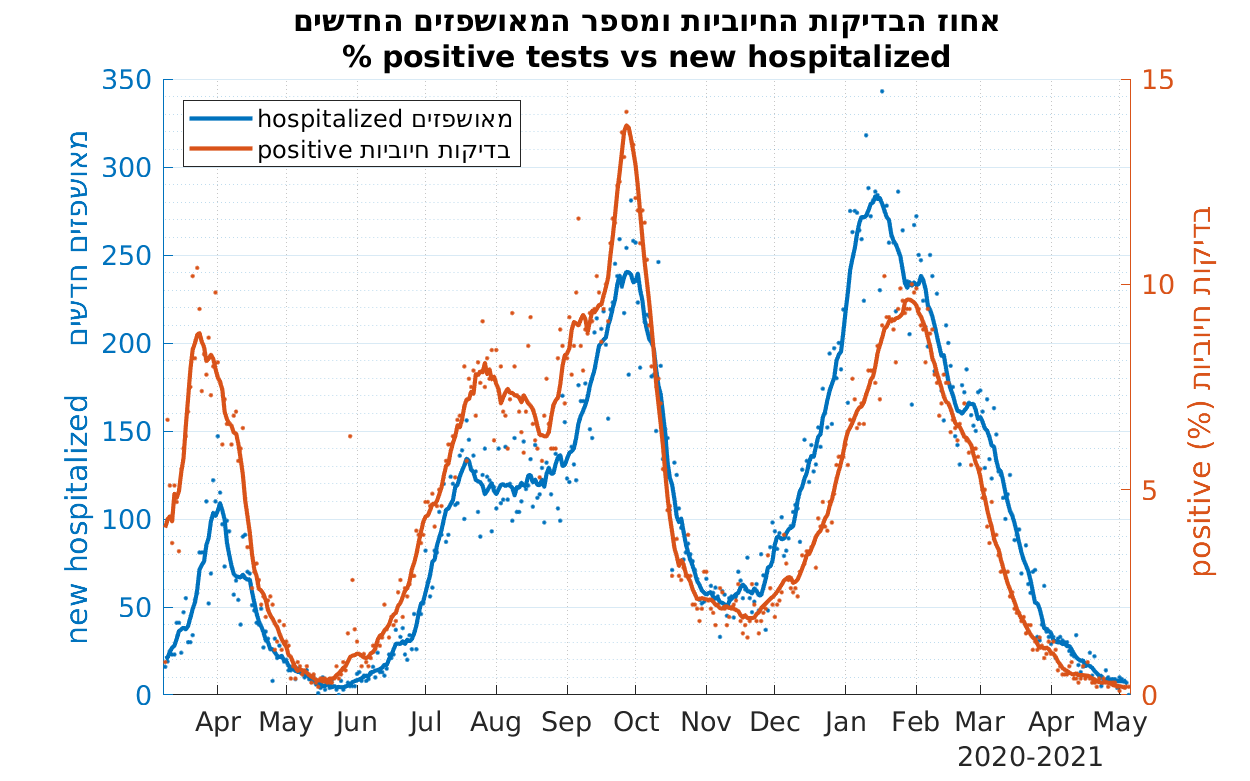 אחוז הבדיקות החיוביות ומספר המאושפזים החדשים
% positive tests vs new hospitalized
350
300
250
200
150
100
50
0
new hospitalized מאושפזים חדשים
hospitalized מאושפזים
positive בדיקות חיוביות
15
10
5
0
positive (%) בדיקות חיוביות
Apr May Jun Jul Aug Sep Oct Nov Dec Jan Feb Mar Apr May
2020-2021